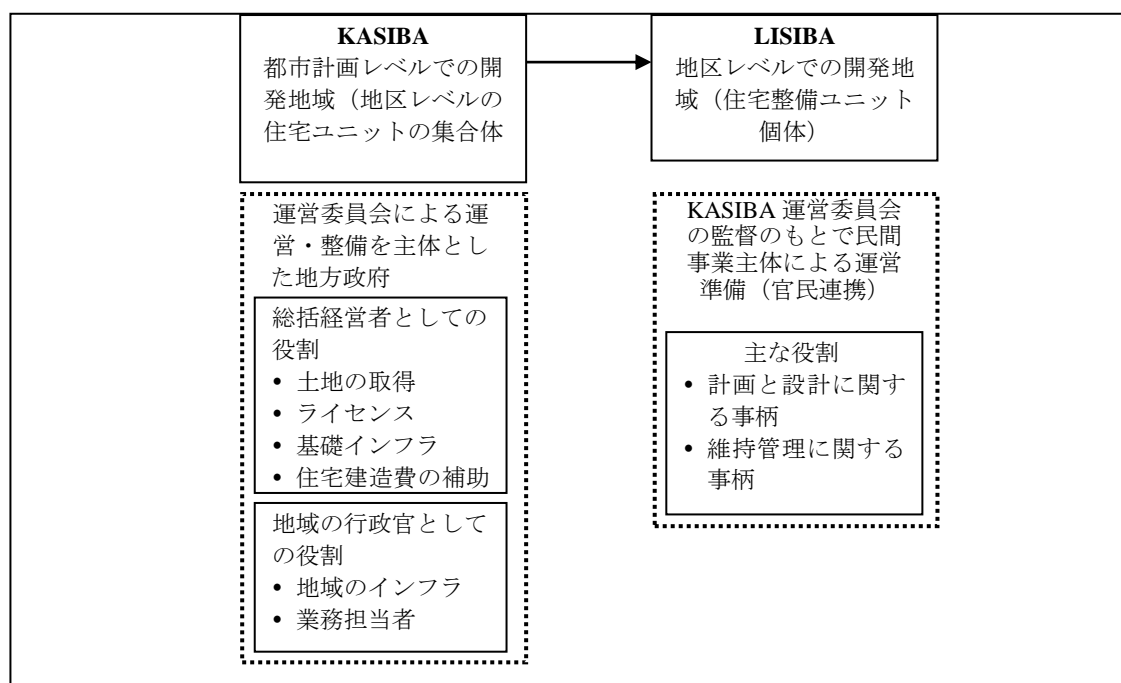 KASIBA
都市計画レベルでの開
発地域（地区レベルの
住宅ユニットの集合体
LISIBA
地区レベルでの開発地
域（住宅整備ユニット
個体）
運営委員会による運
営・整備を主体とし
た地方政府
総括経営者としての
役割
• 土地の取得
• ライセンス
• 基礎インフラ
• 住宅建造費の補助
地域の行政官として
の役割
• 地域のインフラ
• 業務担当者
KASIBA 運営委員会
の監督のもとで民間
事業主体による運営
準備（官民連携）
主な役割
• 計画と設計に関す
る事柄
• 維持管理に関する
事柄